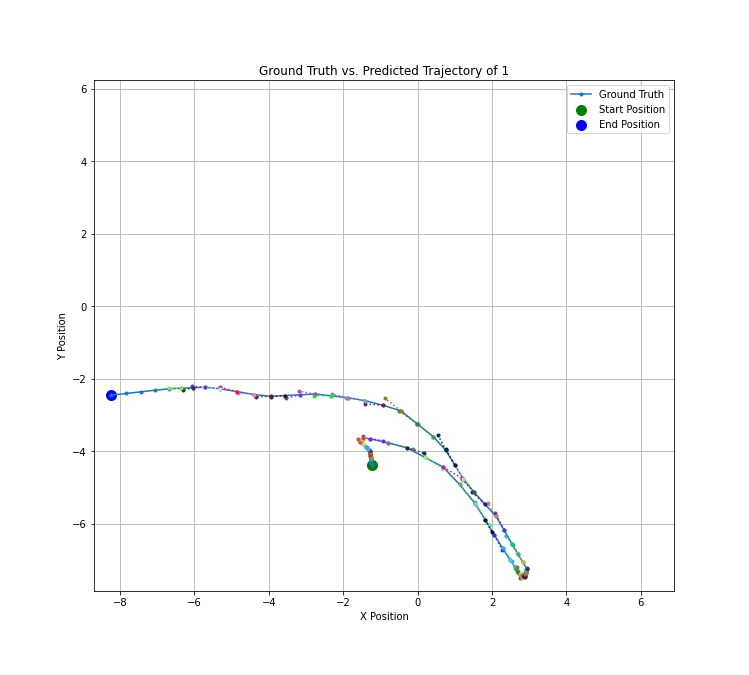 Ground Truth vs. Predicted Trajectory of 1
Ground Truth
Start Position
End Position
6
4
2
0
−2
−4
−6
Y Position
−8 −6 −4 −2 0 2 4 6
X Position